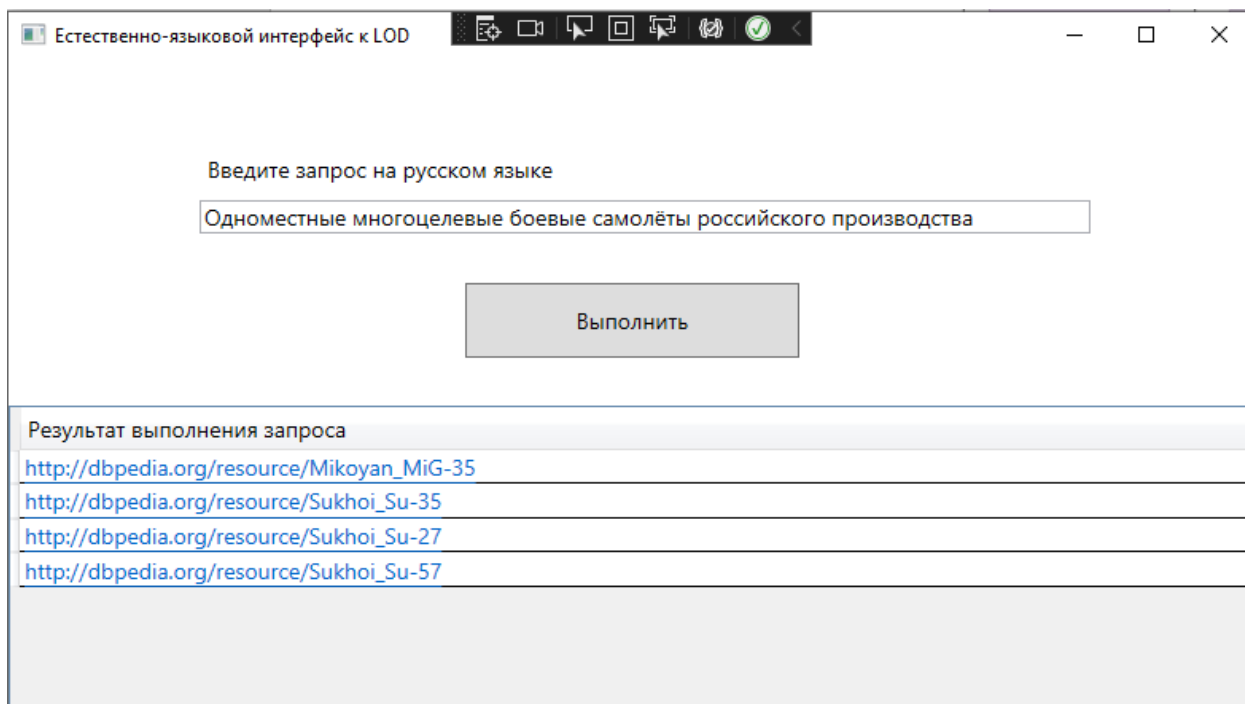 Естественно-языковой интерфейс к LOD
Введите запрос на русском языке
Одноместные многоцелевые боевые самолёты российского производства
Выполнить
Результат выполнения запроса
http://dbpedia.org/resource/Mikoyan_MiG-35
http://dbpedia.org/resource/Sukhoi_Su-35
http://dbpedia.org/resource/Sukhoi_Su-27
http://dbpedia.org/resource/Sukhoi_Su-57